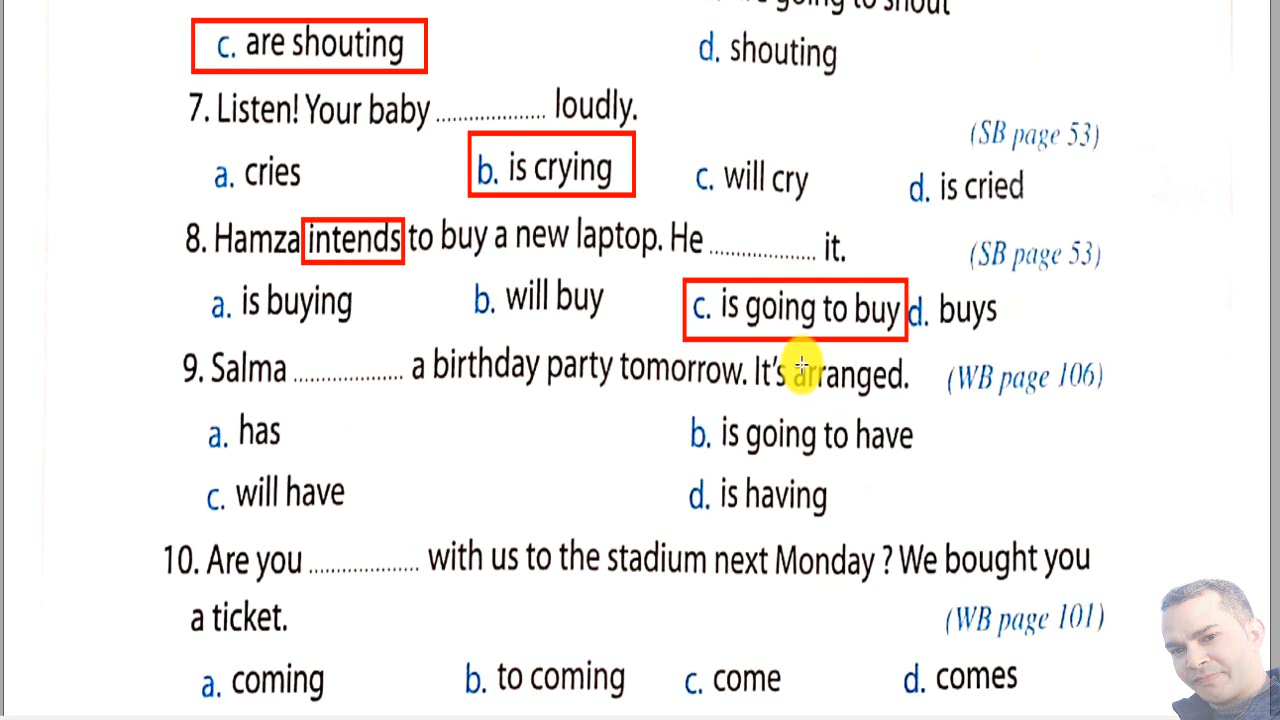 to shout
c. are shouting
d. shouting
7. Listen! Your baby .................... loudly.
(SB page 53)
a. cries b. is crying c. will cry d. is cried
8. Hamza intends to buy a new laptop. He .................... it.
(SB page 53)
a. is buying b. will buy c. is going to buy d. buys
9. Salma .................... a birthday party tomorrow. It's arranged. (WB page 106)
a. has b. is going to have
c. will have d. is having
10. Are you .................... with us to the stadium next Monday ? We bought you
a ticket. (WB page 101)
a. coming b. to coming c. come d. comes